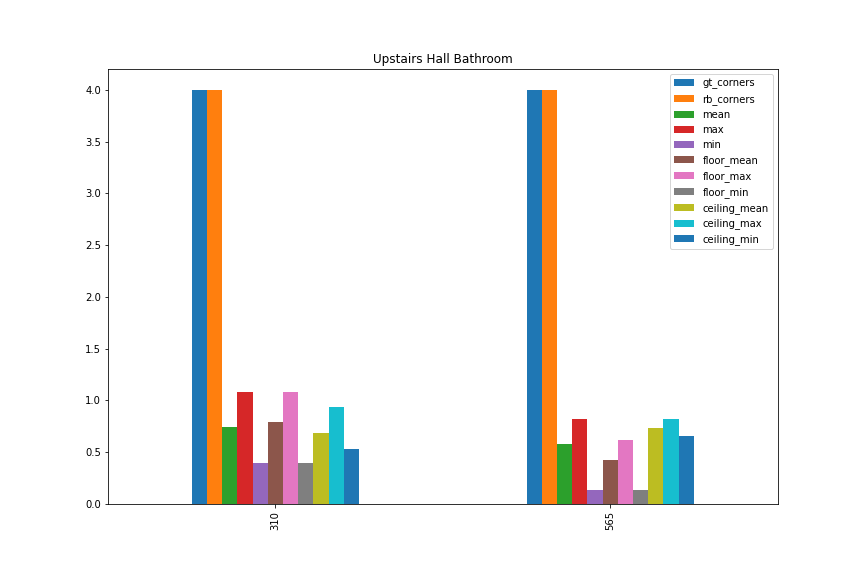 Upstairs Hall Bathroom
gt_corners
rb_corners
mean
max
min
floor_mean
floor_max
floor_min
ceiling_mean
ceiling_max
ceiling_min
4.0
3.5
3.0
2.5
2.0
1.5
1.0
0.5
0.0
310
565